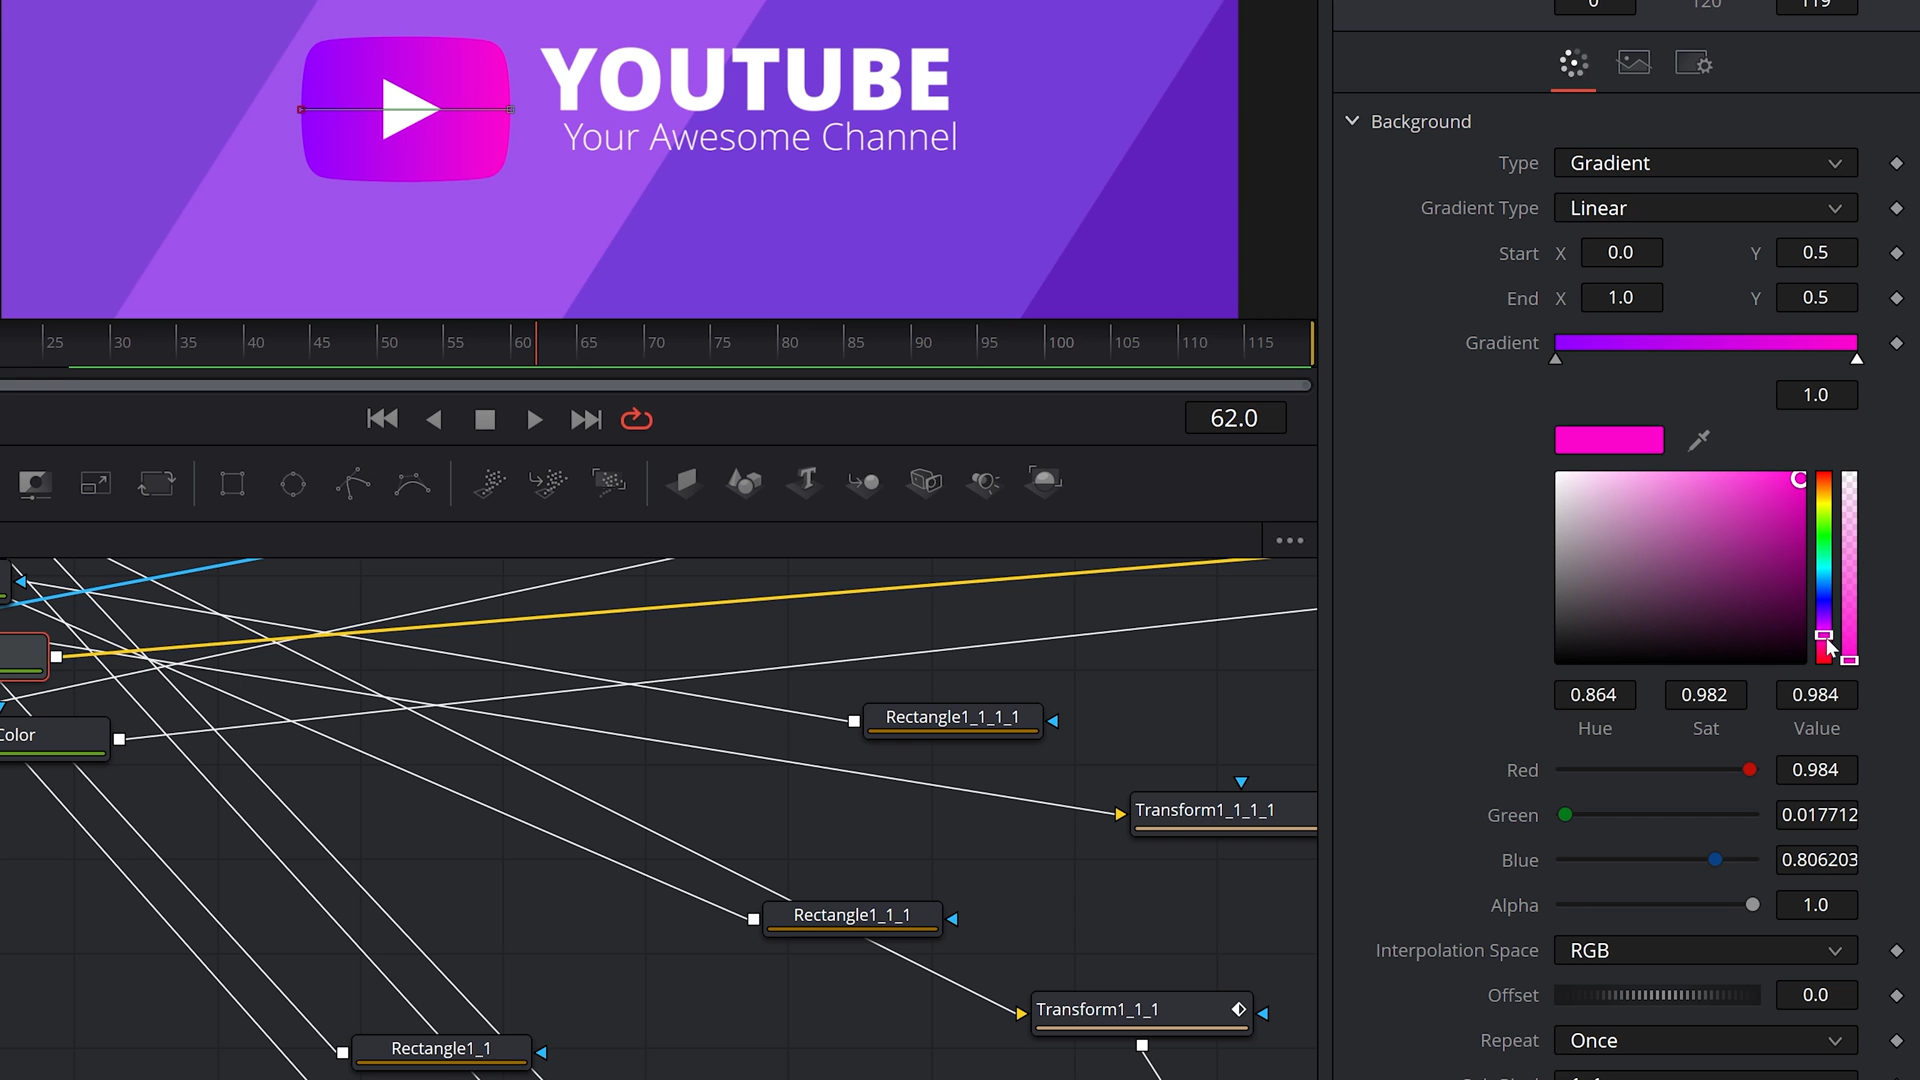 0 120 119
YOUTUBE
Your Awesome Channel
25 30 35 40 45 50 55 60 65 70 75 80 85 90 95 100 105 110 115
62.0
Color
Rectangle1_1_1_1
Transform1_1_1_1
Rectangle1_1_1
Transform1_1_1
Rectangle1_1
Background
Type Gradient
Gradient Type Linear
Start X 0.0 Y 0.5
End X 1.0 Y 0.5
Gradient
1.0
0.864 0.982 0.984
Hue Sat Value
Red 0.984
Green 0.017712
Blue 0.806203
Alpha 1.0
Interpolation Space RGB
Offset 0.0
Repeat Once